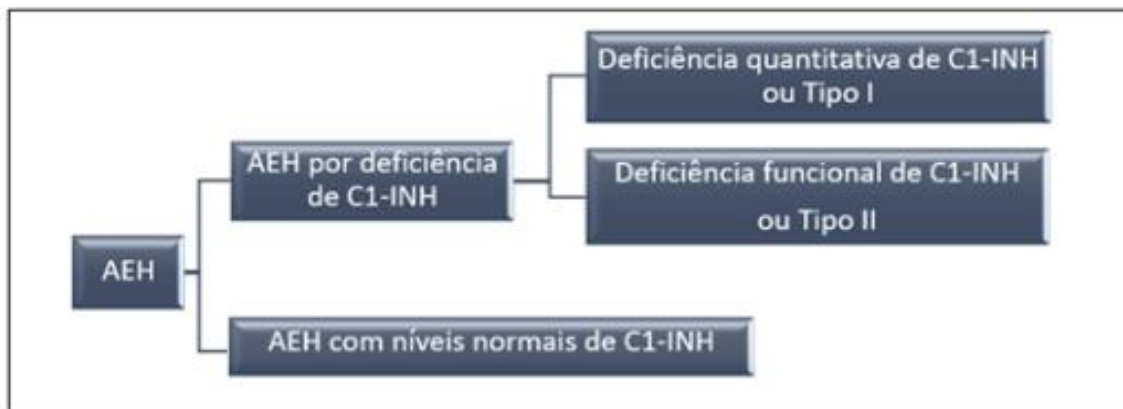 Deficiência quantitativa de C1-INH
ou Tipo I
AEH por deficiência
de C1-INH
Deficiência funcional de C1-INH
ou Tipo II
AEH
AEH com níveis normais de C1-INH